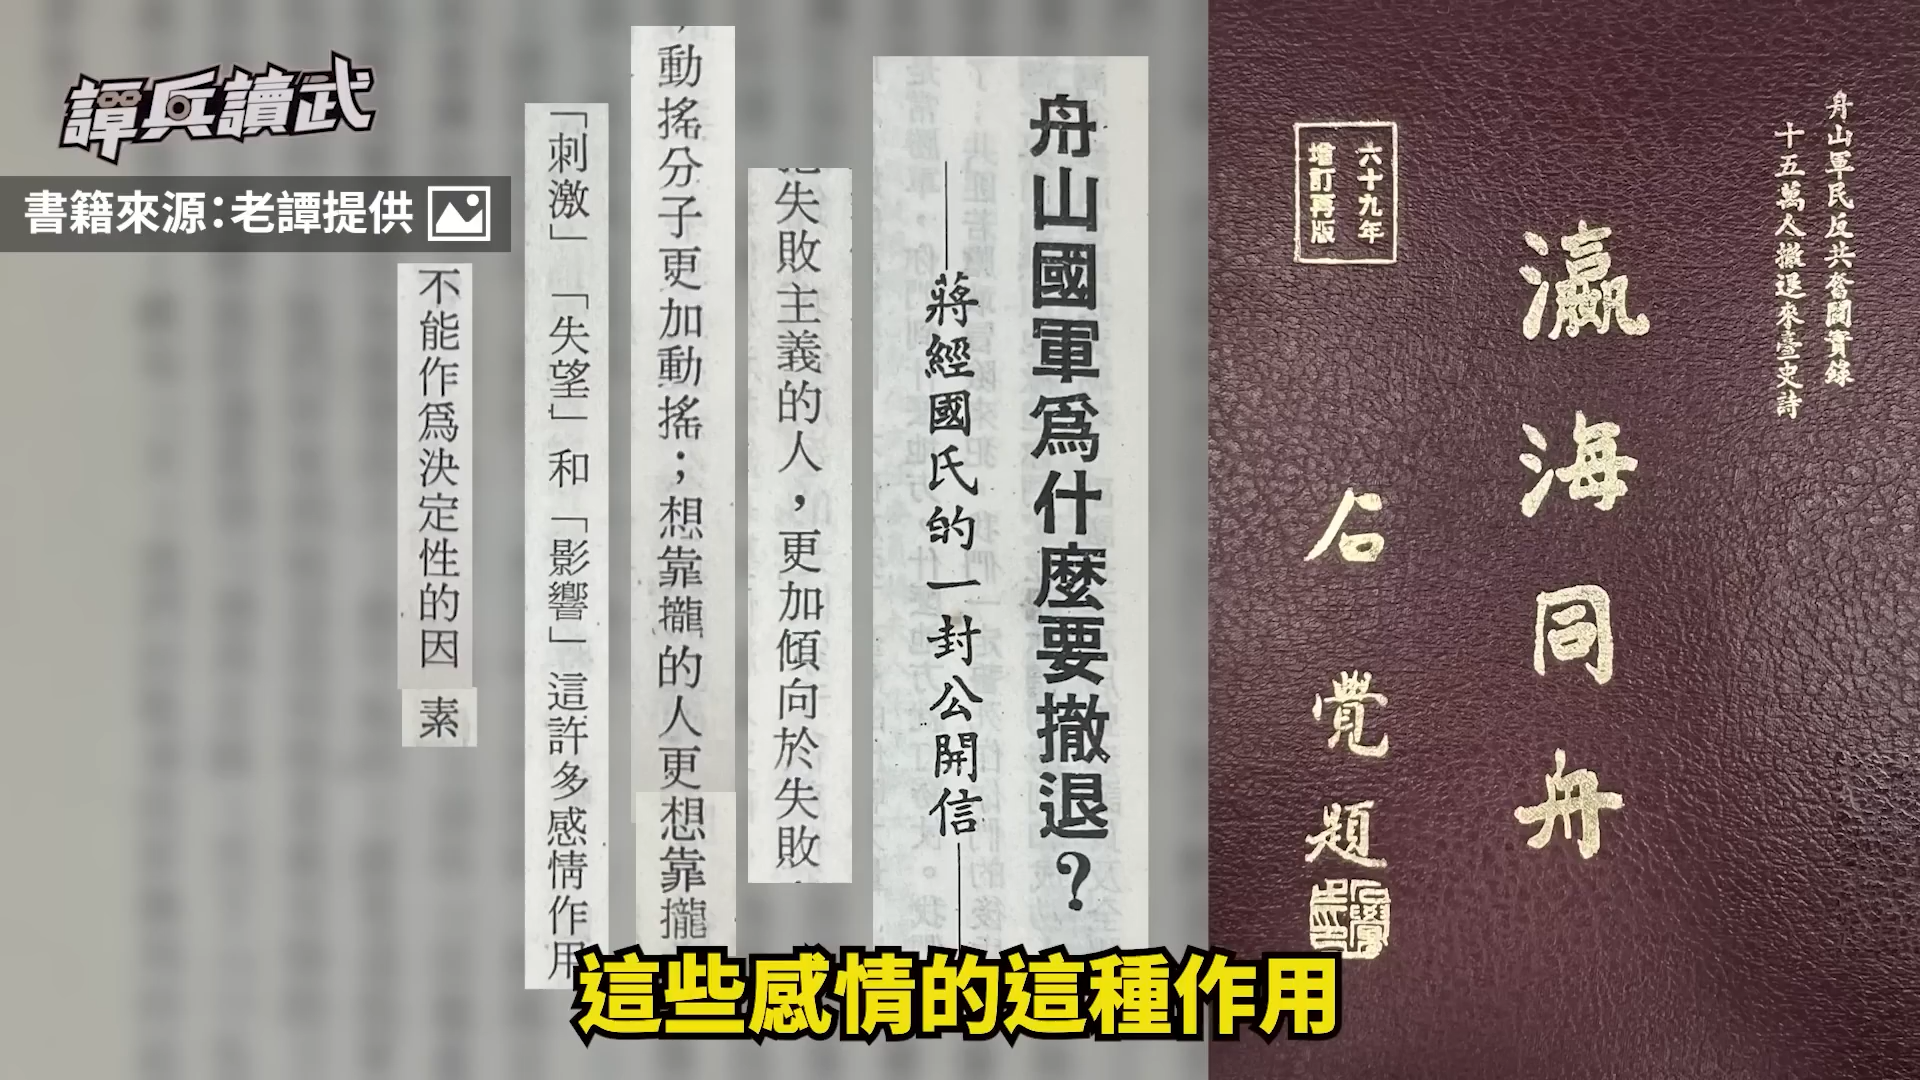 譚兵讀武
書籍來源：老譚提供
舟山國軍爲什麼要撤退？
——蔣經國氏的一封公開信——
失敗主義的人，更加傾向於失敗
動搖分子更加動搖；想靠攏的人更想靠攏
「刺激」「失望」和「影響」這許多感情作用
不能作爲決定性的因素
舟山軍民反共奮鬪實錄
十五萬人撤退來臺史詩
瀛海同舟
六十九年
增訂再版
石覺題
這些感情的這種作用